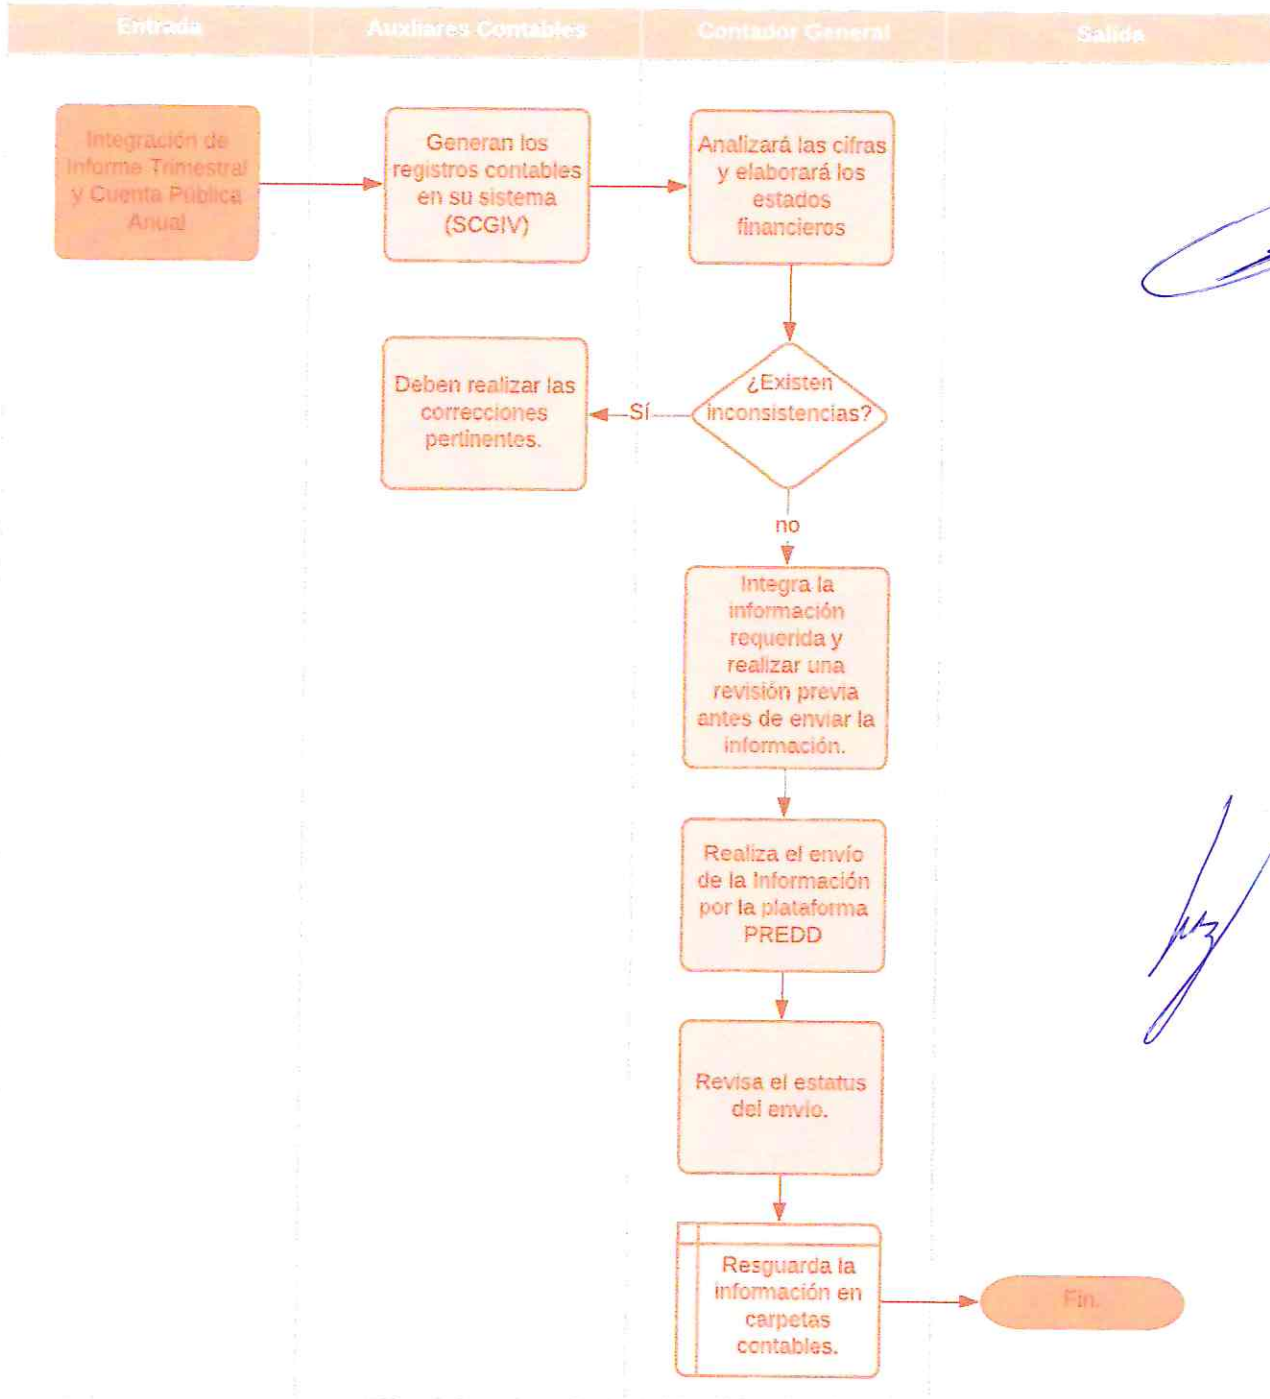 Entrada
Auxliares Contables
Contador General
Salida
Integración de
Informe Trimestral
y Cuenta Pública
Anual
Generan los
registros contables
en su sistema
(SCGIV)
Analizará las cifras
y elaborará los
estados
financieros
Deben realizar las
correcciones
pertinentes.
Sí
¿Existen
inconsistencias?
no
Integra la
información
requerida y
realizar una
revisión previa
antes de enviar la
información.
Realiza el envío
de la Información
por la plataforma
PREDD
Revisa el estatus
del envío.
Resguarda la
información en
carpetas
contables.
Fin.